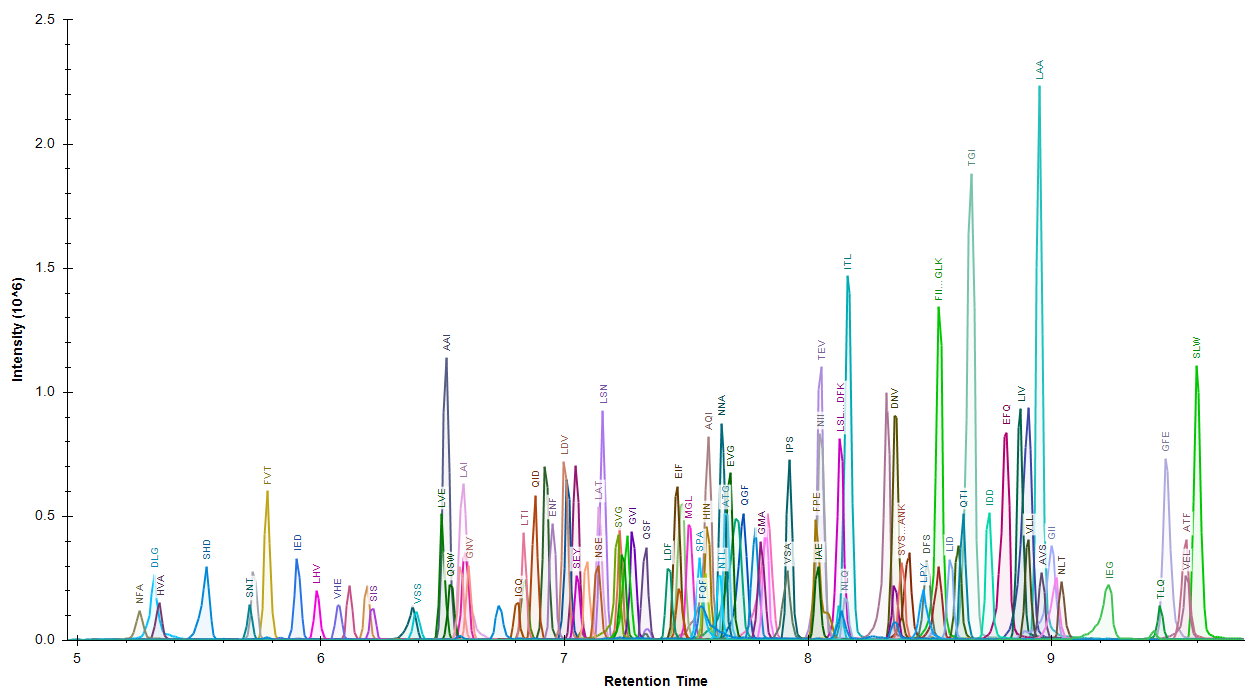 2.5
2.0
1.5
1.0
0.5
0.0
Intensity (10^6)
NFA
DLG
HVA
SHD
SNT
FVT
IED
LHV
VHE
SIS
VSS
LVE
AAI
QSW
LAI
GNV
IGQ
LTI
QID
ENF
LDV
SEY
NSE
LAT
LSN
SVG
GVI
QSF
LDF
EIF
MGL
SPA
FQF
HIN
AQI
NTL
NNA
ATG
EVG
QGF
GMA
VSA
IPS
FPE
IAE
NII
TEV
LSL...DFK
NLQ
ITL
DNV
SVS...ANK
LPY
DFS
FII...GLK
LID
QTI
TGI
IDD
EFQ
LIV
VLL
LAA
AVS
GII
NLT
IEG
TLQ
GFE
VEL
ATF
SLW
5
6
7
8
9
Retention Time